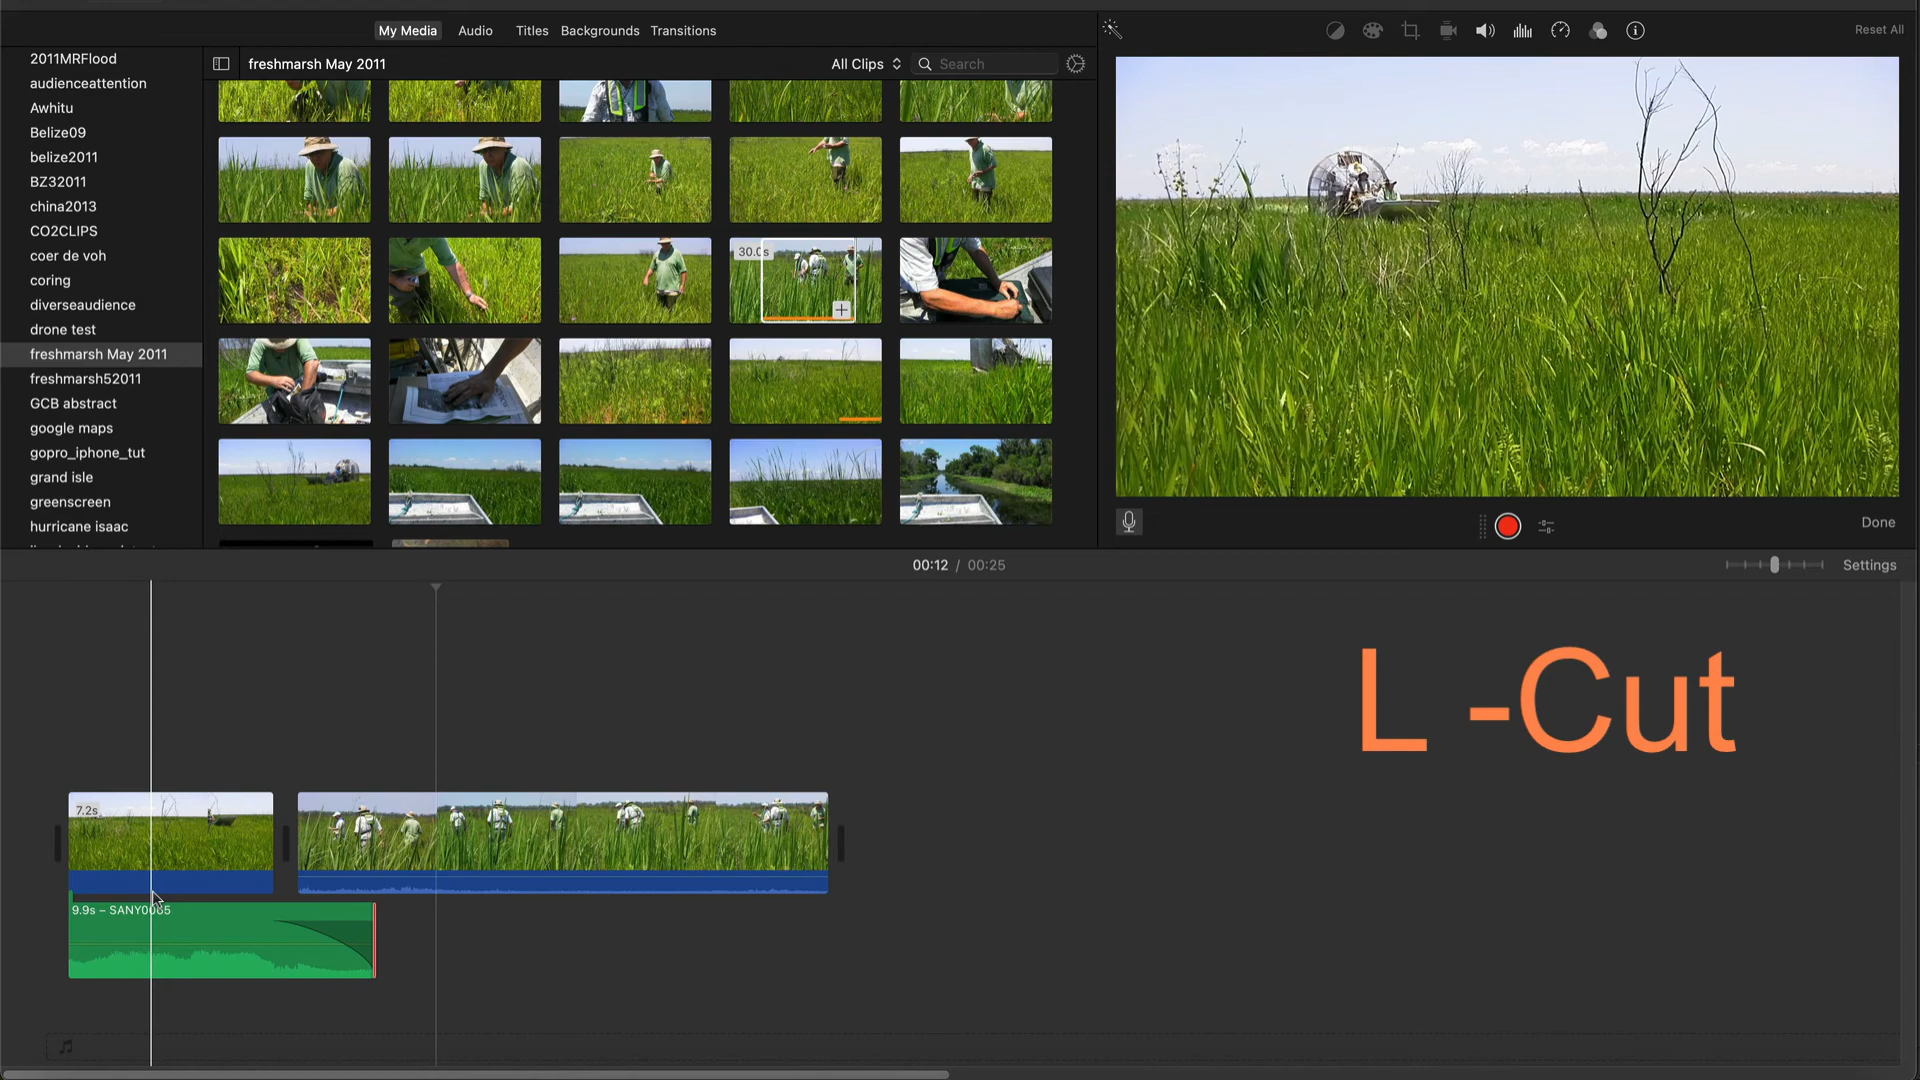 My Media
Audio
Titles
Backgrounds
Transitions
Reset All
2011MRFlood
audienceattention
Awhitu
Belize09
belize2011
BZ32011
china2013
CO2CLIPS
coer de voh
coring
diverseaudience
drone test
freshmarsh May 2011
freshmarsh52011
GCB abstract
google maps
gopro_iphone_tut
grand isle
greenscreen
hurricane isaac
freshmarsh May 2011
All Clips
Search
30.0s
Done
00:12 / 00:25
Settings
L -Cut
7.2s
9.9s – SANY0065